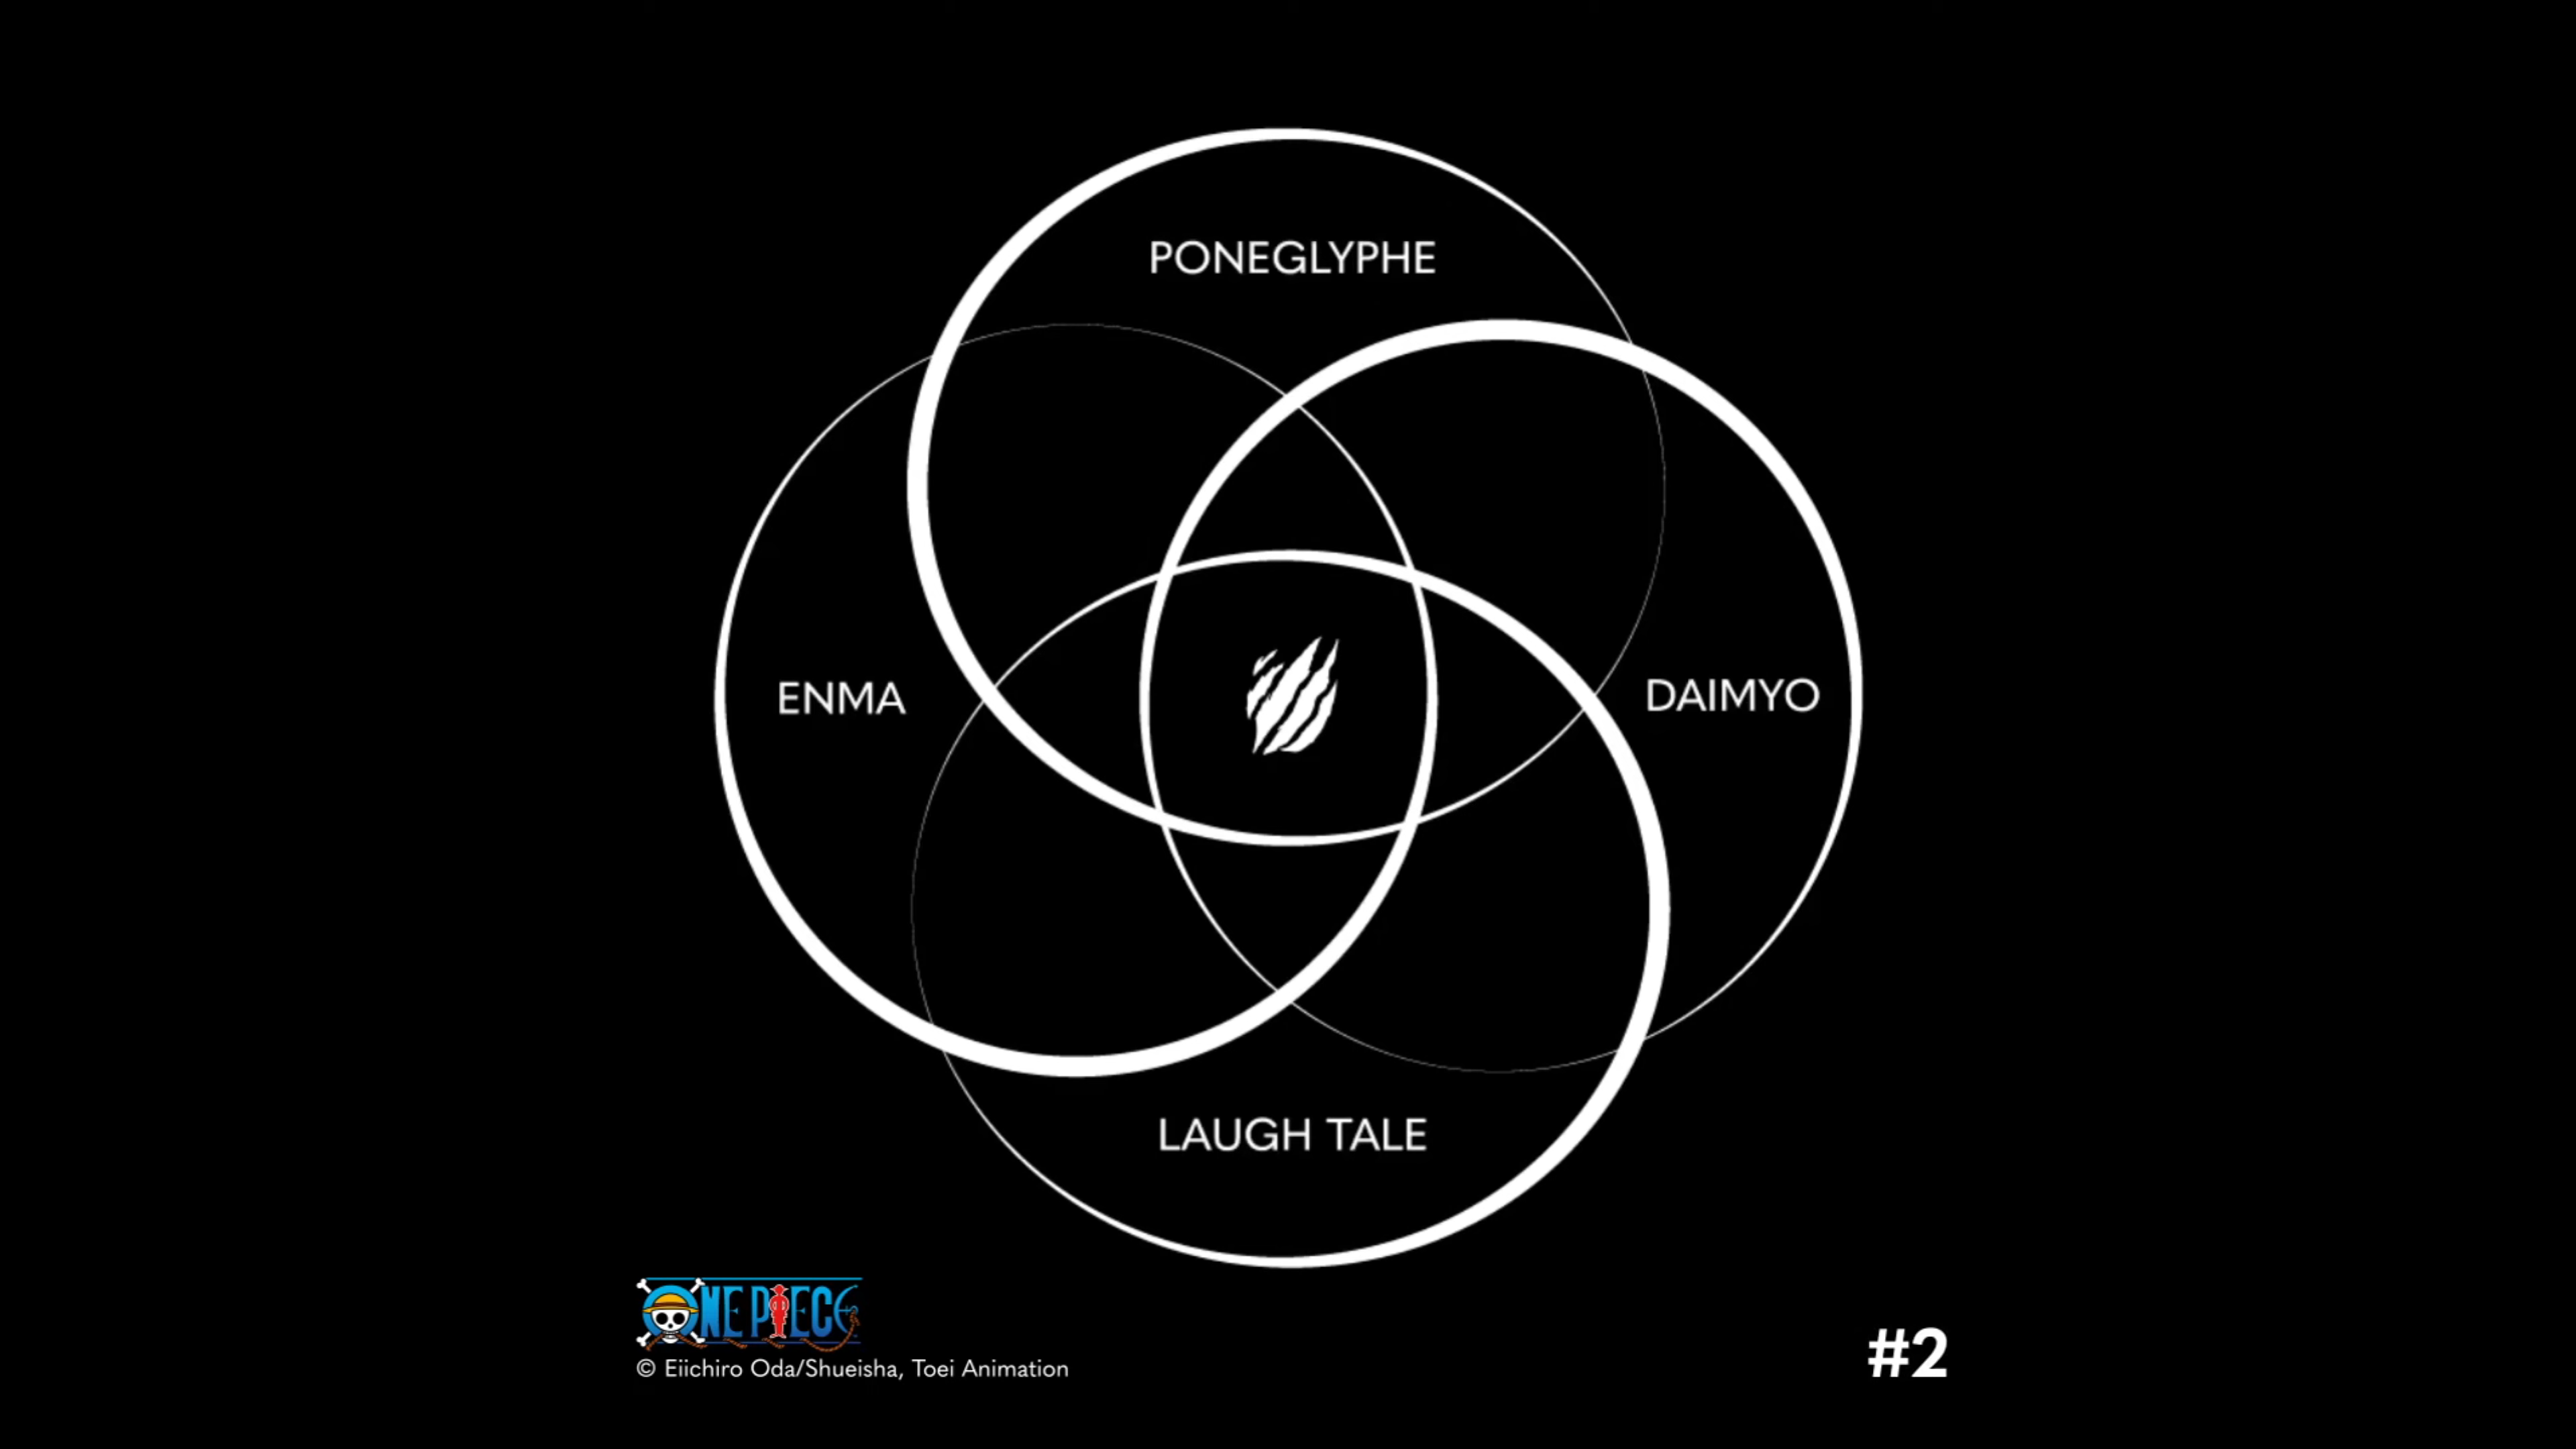 PONEGLYPHE
ENMA
DAIMYO
LAUGH TALE
ONE PIECE
© Eiichiro Oda/Shueisha, Toei Animation
#2